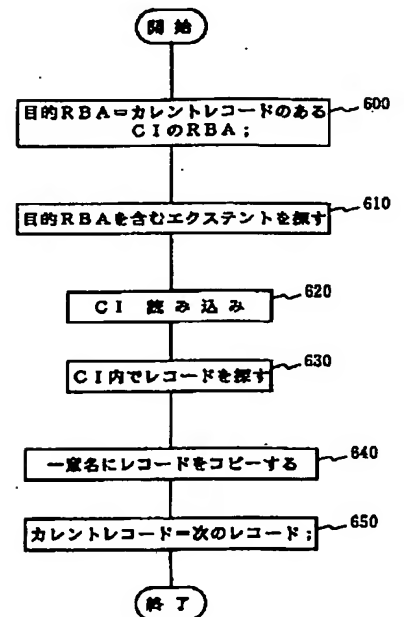 開 始
目的RBA=カレントレコードのある
CIのRBA;
600
目的RBAを含むエクステントを探す
610
CI 読 み 込 み
620
CI内でレコードを探す
630
一意名にレコードをコピーする
640
カレントレコード=次のレコード;
650
終 了